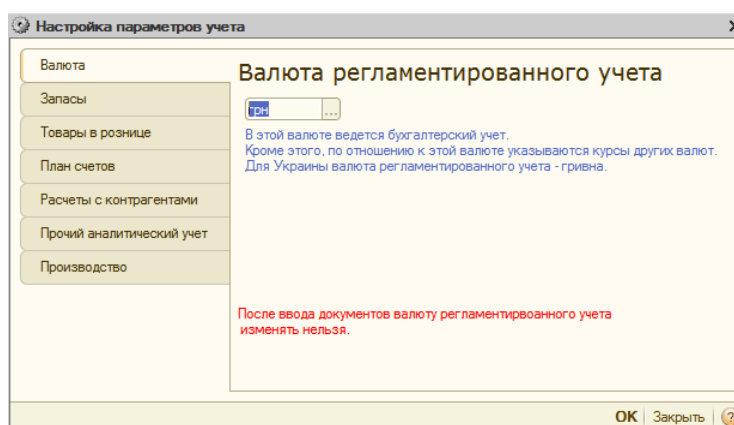 Настройка параметров учета
Валюта
Запасы
Товары в рознице
План счетов
Расчеты с контрагентами
Прочий аналитический учет
Производство
Валюта регламентированного учета
грн ...
В этой валюте ведется бухгалтерский учет.
Кроме этого, по отношению к этой валюте указываются курсы других валют.
Для Украины валюта регламентированного учета - гривна.
После ввода документов валюту регламентирвоанного учета
изменять нельзя.
OK Закрыть ?